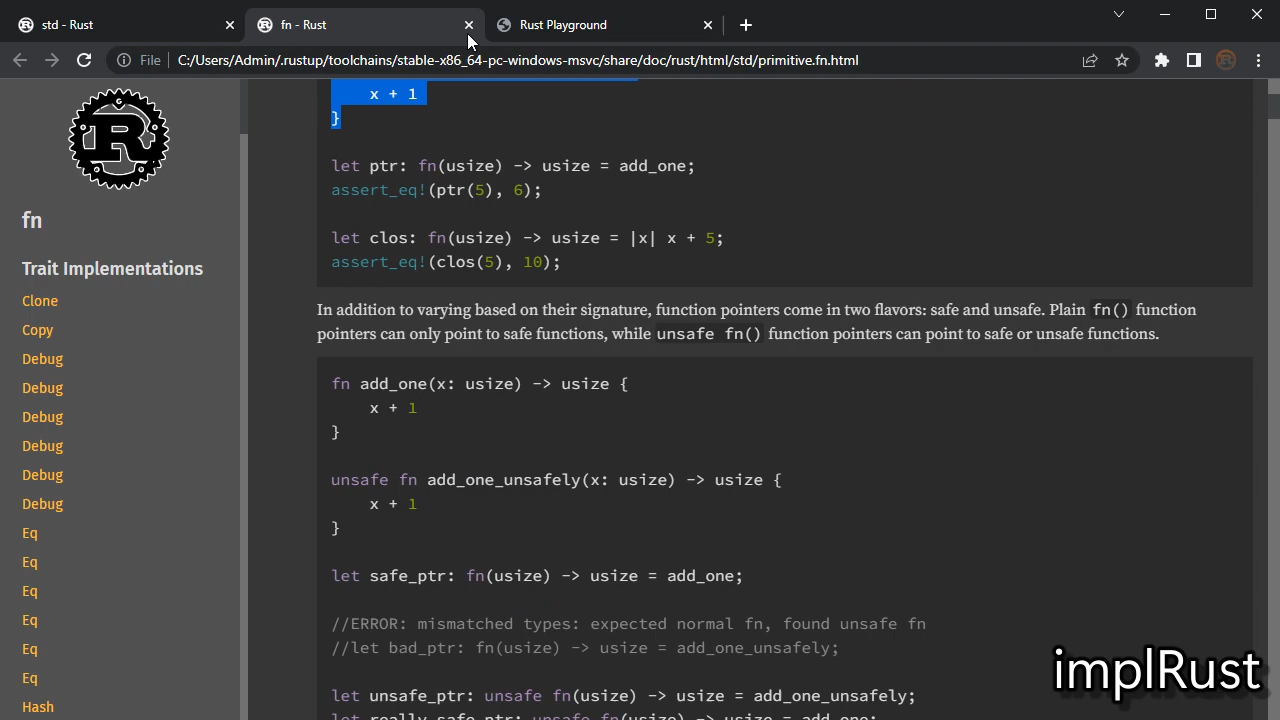 std - Rust
fn - Rust
Rust Playground
File
C:/Users/Admin/.rustup/toolchains/stable-x86_64-pc-windows-msvc/share/doc/rust/html/std/primitive.fn.html
R
fn
Trait Implementations
Clone
Copy
Debug
Debug
Debug
Debug
Debug
Debug
Eq
Eq
Eq
Eq
Eq
Eq
Hash
x + 1
}
let ptr: fn(usize) -> usize = add_one;
assert_eq!(ptr(5), 6);
let clos: fn(usize) -> usize = |x| x + 5;
assert_eq!(clos(5), 10);
In addition to varying based on their signature, function pointers come in two flavors: safe and unsafe. Plain fn() function
pointers can only point to safe functions, while unsafe fn() function pointers can point to safe or unsafe functions.
fn add_one(x: usize) -> usize {
x + 1
}
unsafe fn add_one_unsafely(x: usize) -> usize {
x + 1
}
let safe_ptr: fn(usize) -> usize = add_one;
//ERROR: mismatched types: expected normal fn, found unsafe fn
//let bad_ptr: fn(usize) -> usize = add_one_unsafely;
let unsafe_ptr: unsafe fn(usize) -> usize = add_one_unsafely;
let really_safe_ptr: unsafe fn(usize) -> usize = add_one;
implRust